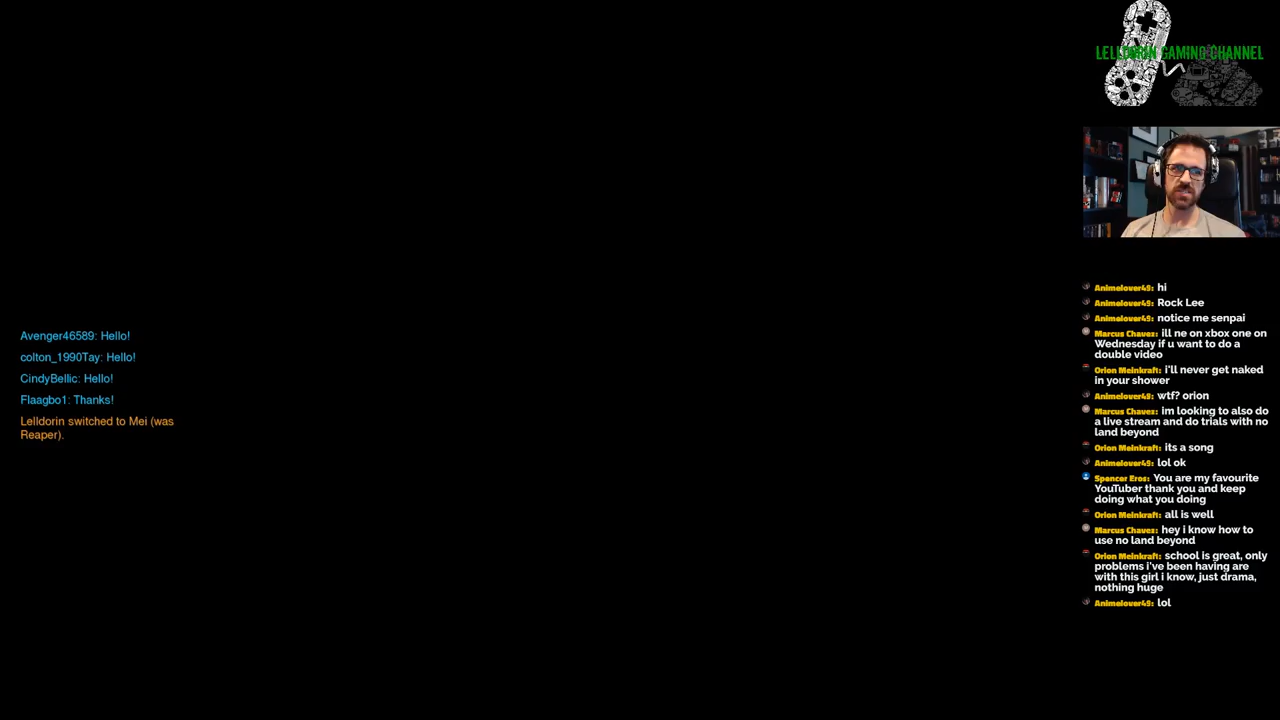 LELLDORIN GAMING CHANNEL
Avenger46589: Hello!
colton_1990Tay: Hello!
CindyBellic: Hello!
Flaagbo1: Thanks!
Lelldorin switched to Mei (was
Reaper).
Animelover49: hi
Animelover49: Rock Lee
Animelover49: notice me senpai
Marcus Chavez: ill ne on xbox one on
Wednesday if u want to do a
double video
Orion Meinkraft: i'll never get naked
in your shower
Animelover49: wtf? orion
Marcus Chavez: im looking to also do
a live stream and do trials with no
land beyond
Orion Meinkraft: its a song
Animelover49: lol ok
Spencer Eros: You are my favourite
YouTuber thank you and keep
doing what you doing
Orion Meinkraft: all is well
Marcus Chavez: hey i know how to
use no land beyond
Orion Meinkraft: school is great, only
problems i've been having are
with this girl i know, just drama,
nothing huge
Animelover49: lol